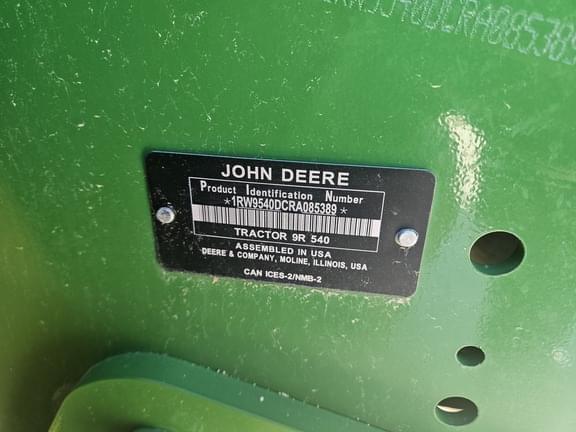 JOHN DEERE
Product Identification Number
*1RW9540DCRA085389*
TRACTOR 9R 540
ASSEMBLED IN USA
DEERE & COMPANY, MOLINE, ILLINOIS, USA
CAN ICES-2/NMB-2